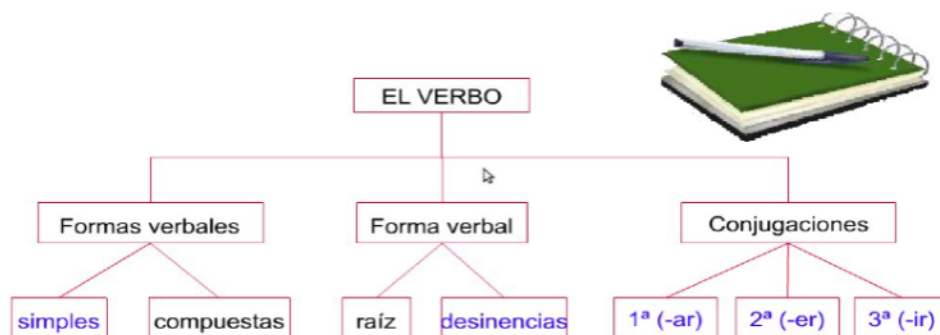 EL VERBO
Formas verbales
Forma verbal
Conjugaciones
simples
compuestas
raíz
desinencias
1ª (-ar)
2ª (-er)
3ª (-ir)